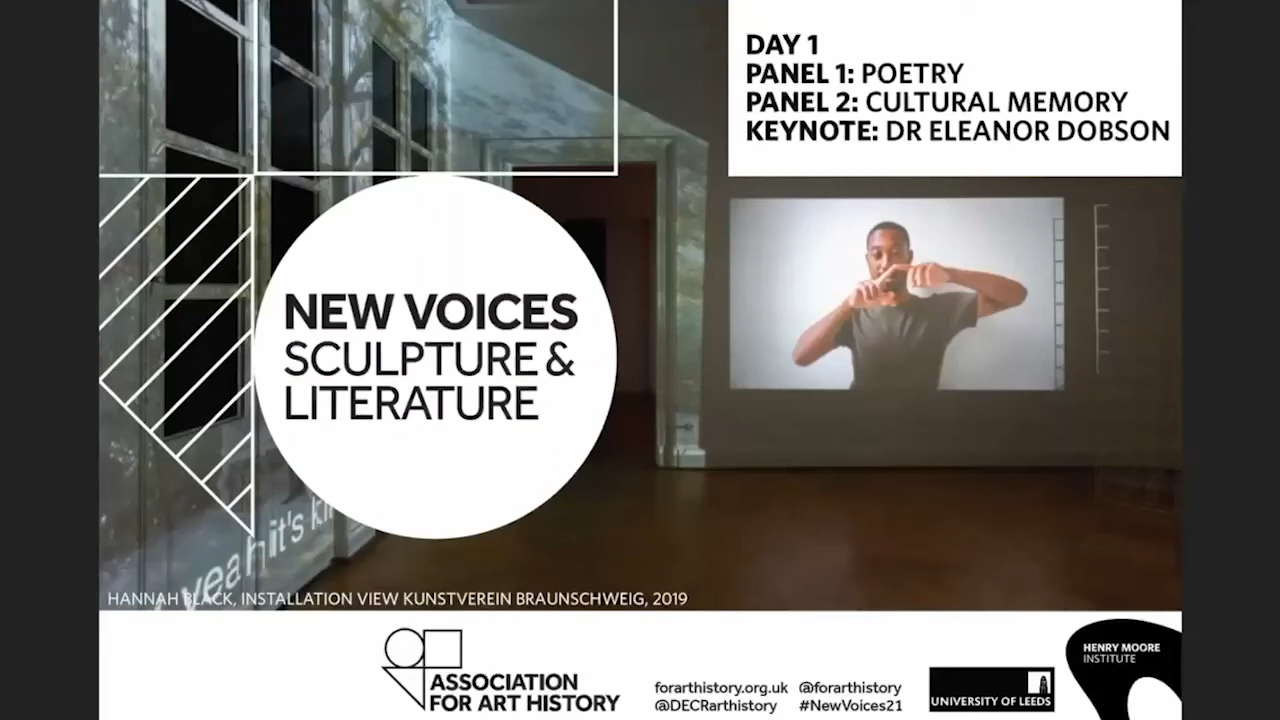 DAY 1
PANEL 1: POETRY
PANEL 2: CULTURAL MEMORY
KEYNOTE: DR ELEANOR DOBSON
NEW VOICES
SCULPTURE &
LITERATURE
yeah it's
HANNAH BLACK, INSTALLATION VIEW KUNSTVEREIN BRAUNSCHWEIG, 2019
ASSOCIATION
FOR ART HISTORY
forarthistory.org.uk @forarthistory
@DECRarthistory #NewVoices21
UNIVERSITY OF LEEDS
HENRY MOORE
INSTITUTE